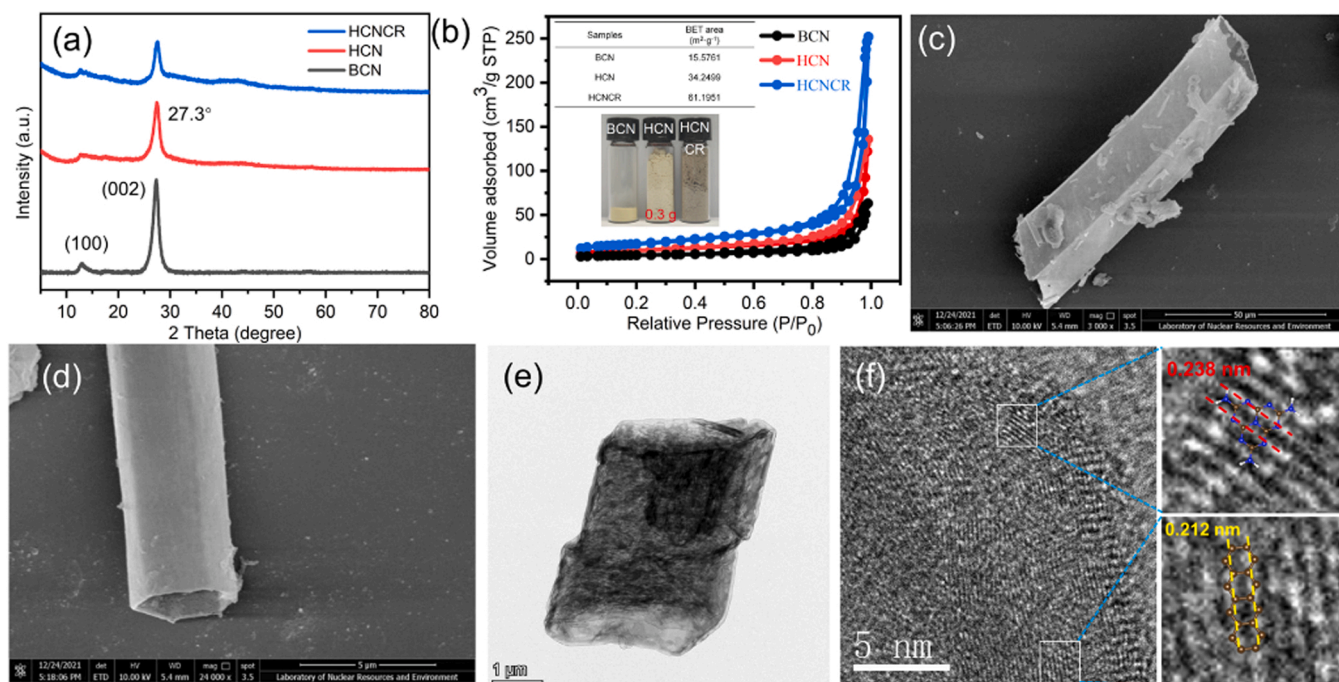 (a)
HCNCR
HCN
BCN
27.3°
(002)
(100)
Intensity (a.u.)
10 20 30 40 50 60 70 80
2 Theta (degree)
(b)
Samples BET area
(m²·g⁻¹)
BCN 15.5761
HCN 34.2499
HCNCR 61.1951
BCN
HCN
HCNCR
BCN HCN HCN
CR
0.3 g
Volume adsorbed (cm³/g STP)
250
200
150
100
50
0
0.0 0.2 0.4 0.6 0.8 1.0
Relative Pressure (P/P₀)
(c)
12/24/2021 det HV WD mag spot 50 µm
5:06:26 PM ETD 10.00 kV 5.4 mm 3 000 x 3.5 Laboratory of Nuclear Resources and Environment
(d)
12/24/2021 det HV WD mag spot 5 µm
5:18:06 PM ETD 10.00 kV 5.4 mm 24 000 x 3.5 Laboratory of Nuclear Resources and Environment
(e)
1 µm
(f)
5 nm
0.238 nm
0.212 nm